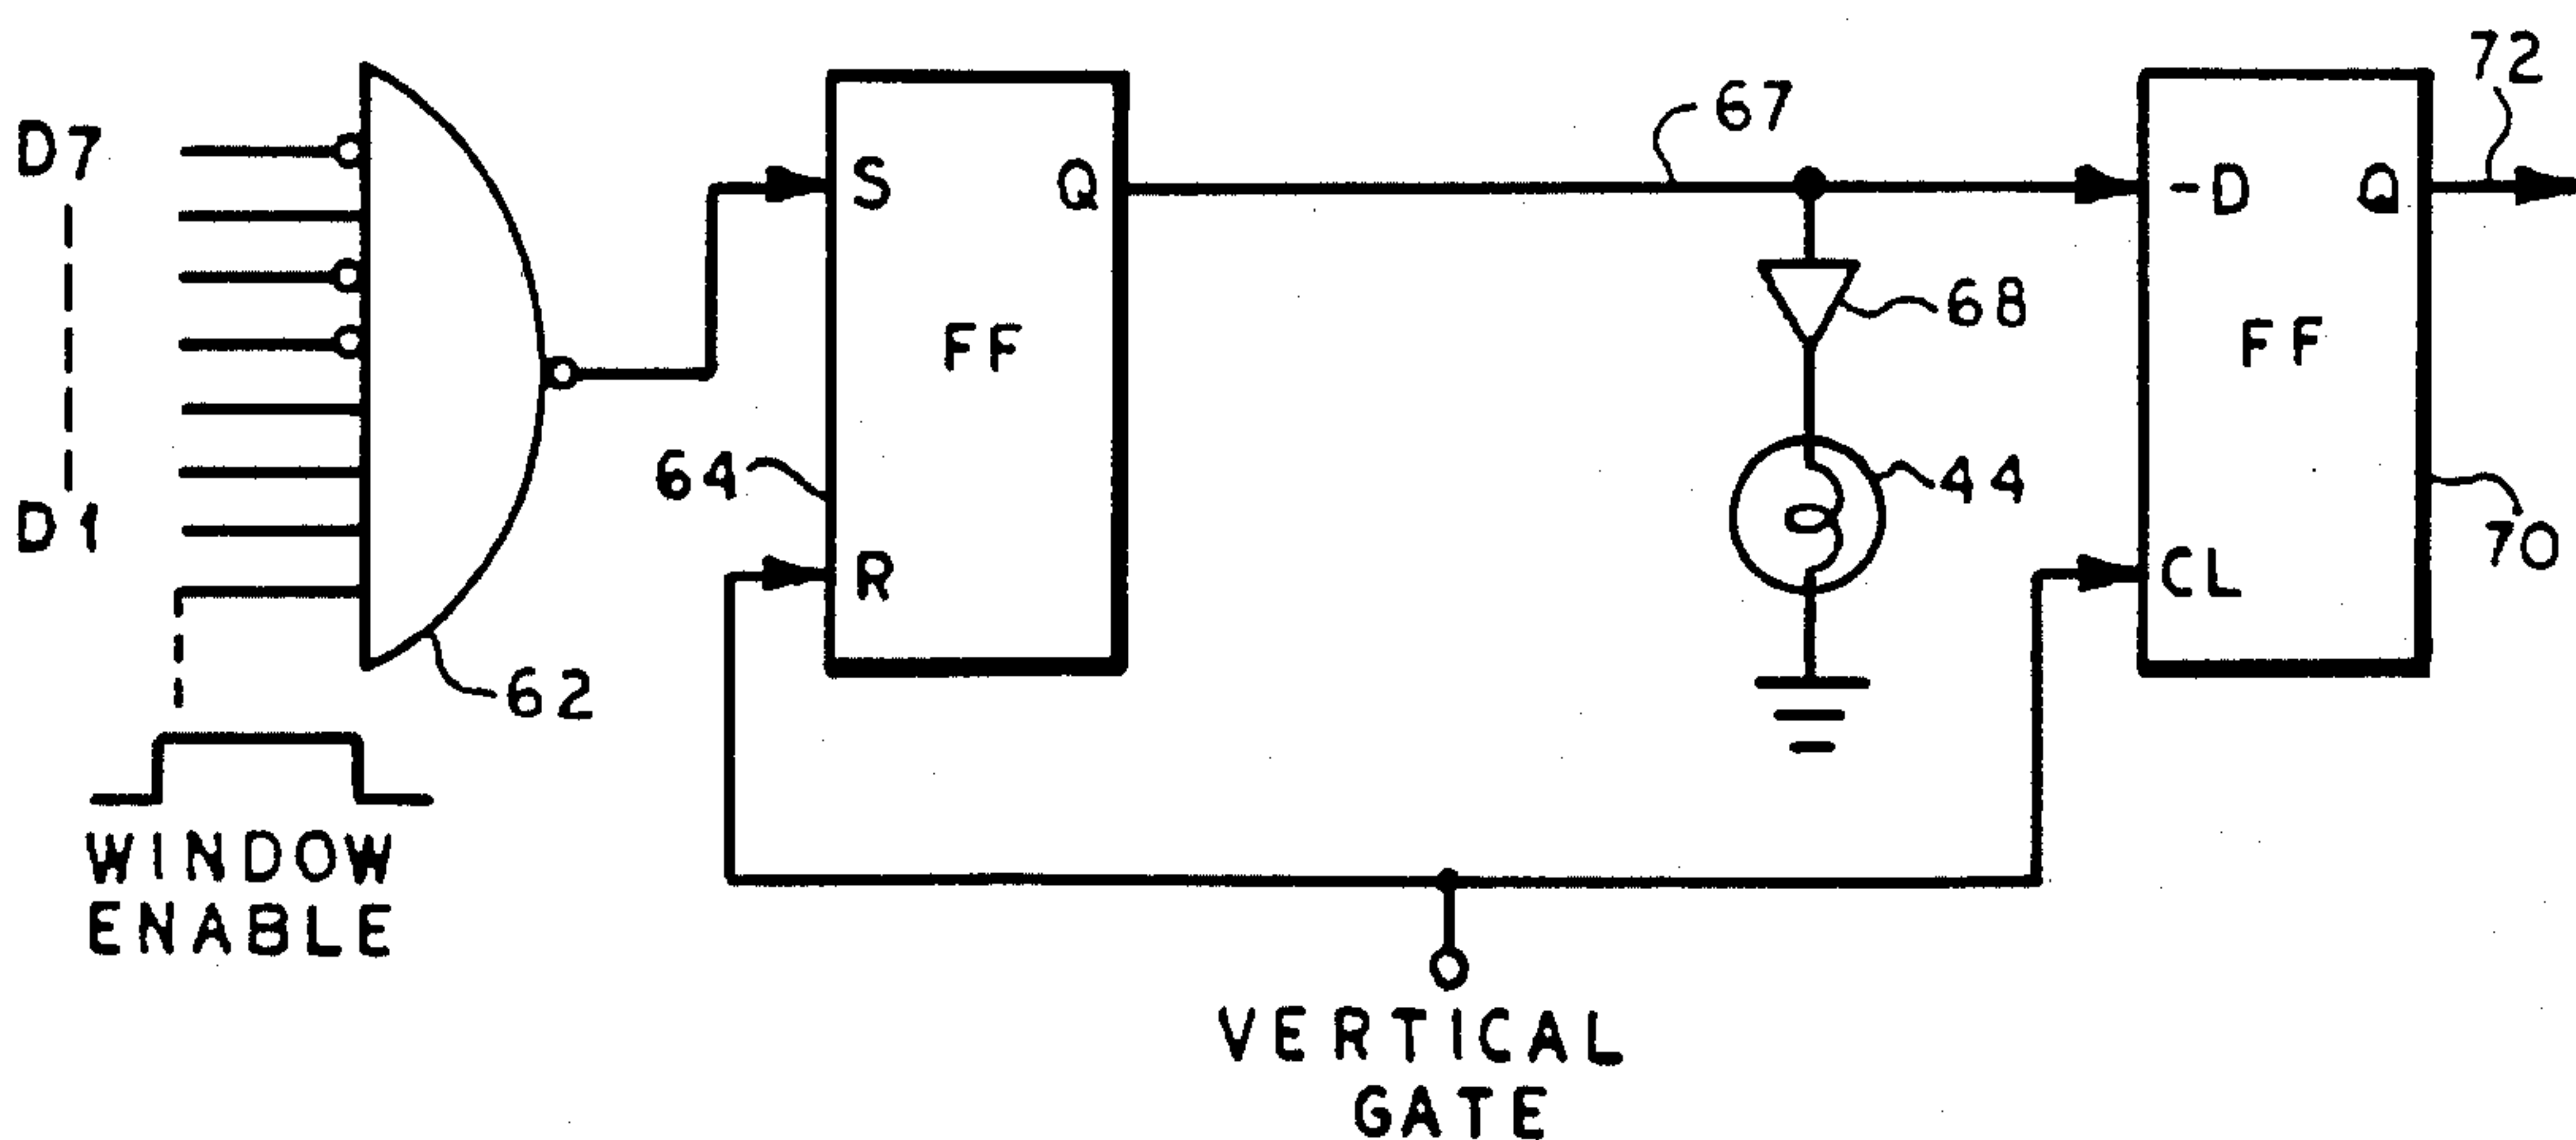 72
67
D7
S
Q
-D
Q
68
FF
FF
64
44
D1
70
R
CL
62
WINDOW
ENABLE
VERTICAL
GATE